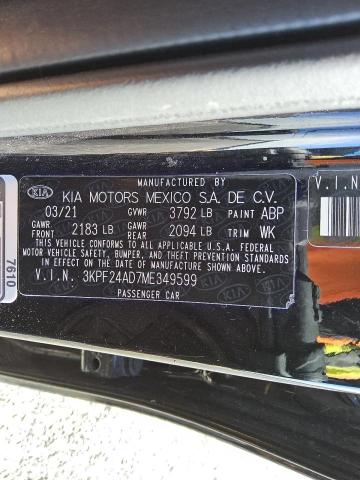 MANUFACTURED BY
KIA KIA MOTORS MEXICO S.A. DE C.V.
03/21 GVWR 3792 LB PAINT ABP
GAWR FRONT 2183 LB GAWR REAR 2094 LB TRIM WK
THIS VEHICLE CONFORMS TO ALL APPLICABLE U.S.A. FEDERAL
MOTOR VEHICLE SAFETY, BUMPER, AND THEFT PREVENTION STANDARDS
IN EFFECT ON THE DATE OF MANUFACTURE SHOWN ABOVE.
V.I.N. 3KPF24AD7ME349599
PASSENGER CAR
7610
V.I.N.